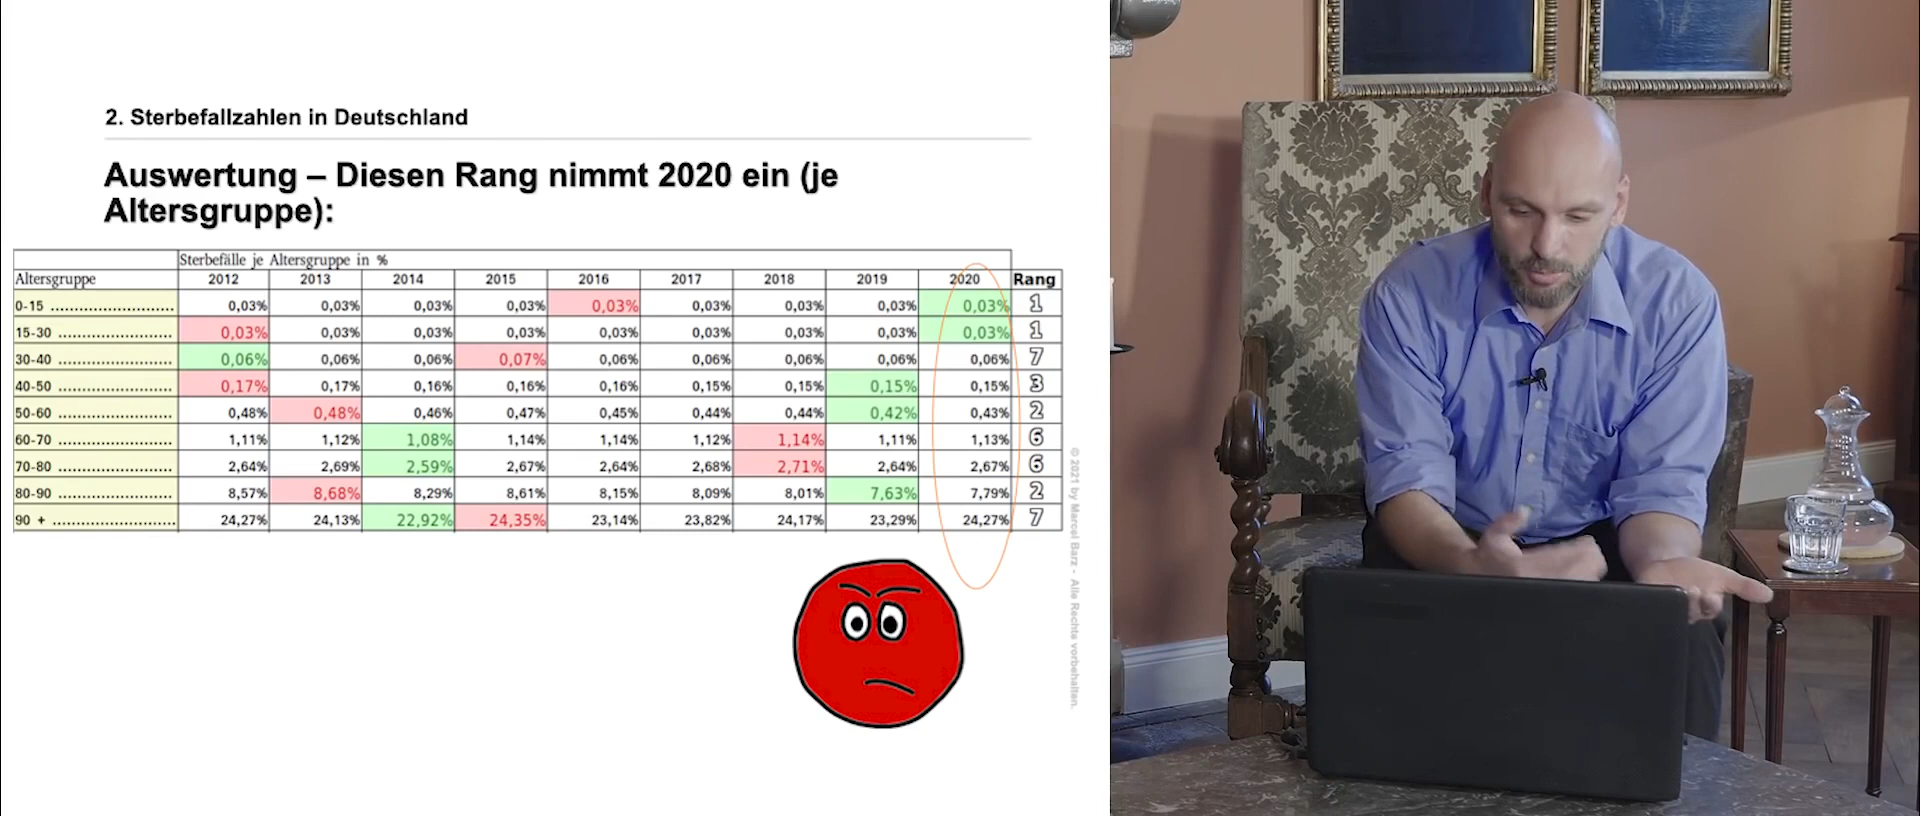 2. Sterbefallzahlen in Deutschland
Auswertung – Diesen Rang nimmt 2020 ein (je
Altersgruppe):
Sterbefälle je Altersgruppe in %
Altersgruppe 2012 2013 2014 2015 2016 2017 2018 2019 2020 Rang
0-15 0,03% 0,03% 0,03% 0,03% 0,03% 0,03% 0,03% 0,03% 0,03% 1
15-30 0,03% 0,03% 0,03% 0,03% 0,03% 0,03% 0,03% 0,03% 0,03% 1
30-40 0,06% 0,06% 0,06% 0,07% 0,06% 0,06% 0,06% 0,06% 0,06% 7
40-50 0,17% 0,17% 0,16% 0,16% 0,16% 0,15% 0,15% 0,15% 0,15% 3
50-60 0,48% 0,48% 0,46% 0,47% 0,45% 0,44% 0,44% 0,42% 0,43% 2
60-70 1,11% 1,12% 1,08% 1,14% 1,14% 1,12% 1,14% 1,11% 1,13% 6
70-80 2,64% 2,69% 2,59% 2,67% 2,64% 2,68% 2,71% 2,64% 2,67% 6
80-90 8,57% 8,68% 8,29% 8,61% 8,15% 8,09% 8,01% 7,63% 7,79% 2
90 + 24,27% 24,13% 22,92% 24,35% 23,14% 23,82% 24,17% 23,29% 24,27% 7
© 2021 by Marcel Barz - Alle Rechte vorbehalten.